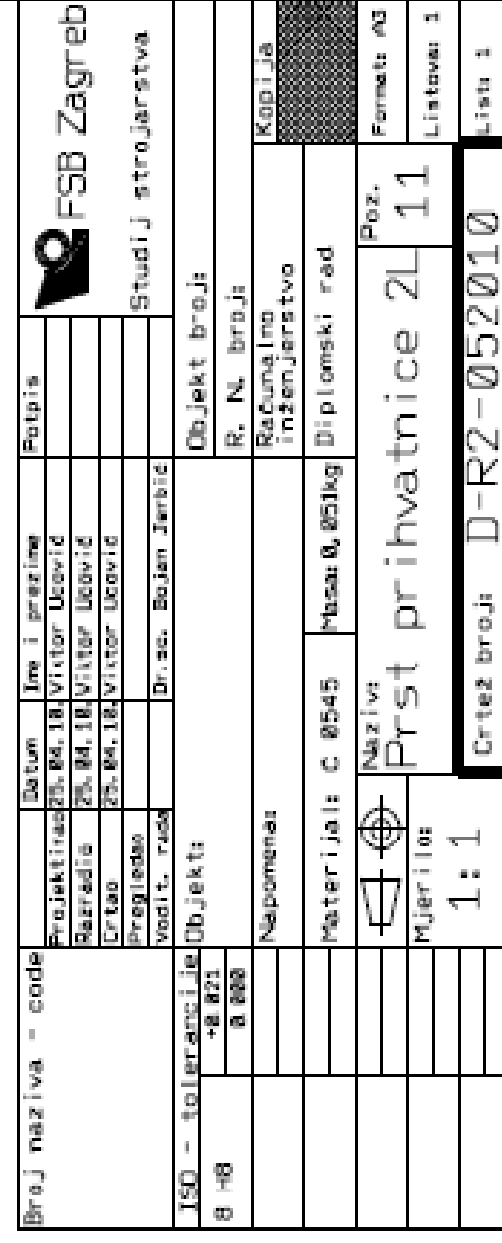 Broj naziva - code
Datum Ime i prezime Potpis
Projektirao 25.04.10. Viktor Ucović
Razradio 25.04.10. Viktor Ucović
Crtao 25.04.10. Viktor Ucović
Pregledao
Vodit. rada Dr.sc. Bojan Jerbić
FSB Zagreb
Studij strojarstva
ISO - tolerancije
8 H8 +0.021
0.000
Objekt:
Objekt broj:
R. N. broj:
Napomena:
Računalno
inženjerstvo
Kopija
Materijal: C 0545
Masa: 0,051kg
Diplomski rad
Naziv:
Prst prihvatnice 2L
Poz.
11
Format: A3
Mjerilo:
1:1
Listova: 1
Crtež broj: D-R2-052010
List: 1